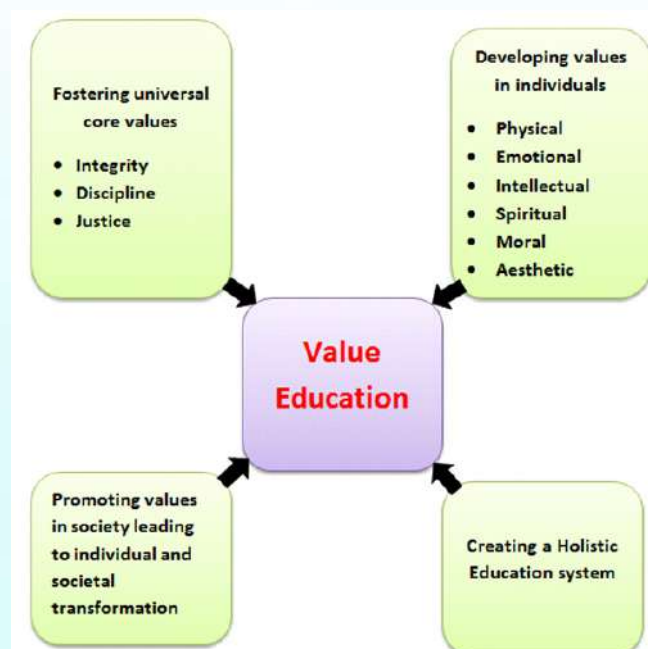 Fostering universal
core values
• Integrity
• Discipline
• Justice
Developing values
in individuals
• Physical
• Emotional
• Intellectual
• Spiritual
• Moral
• Aesthetic
Value
Education
Promoting values
in society leading
to individual and
societal
transformation
Creating a Holistic
Education system